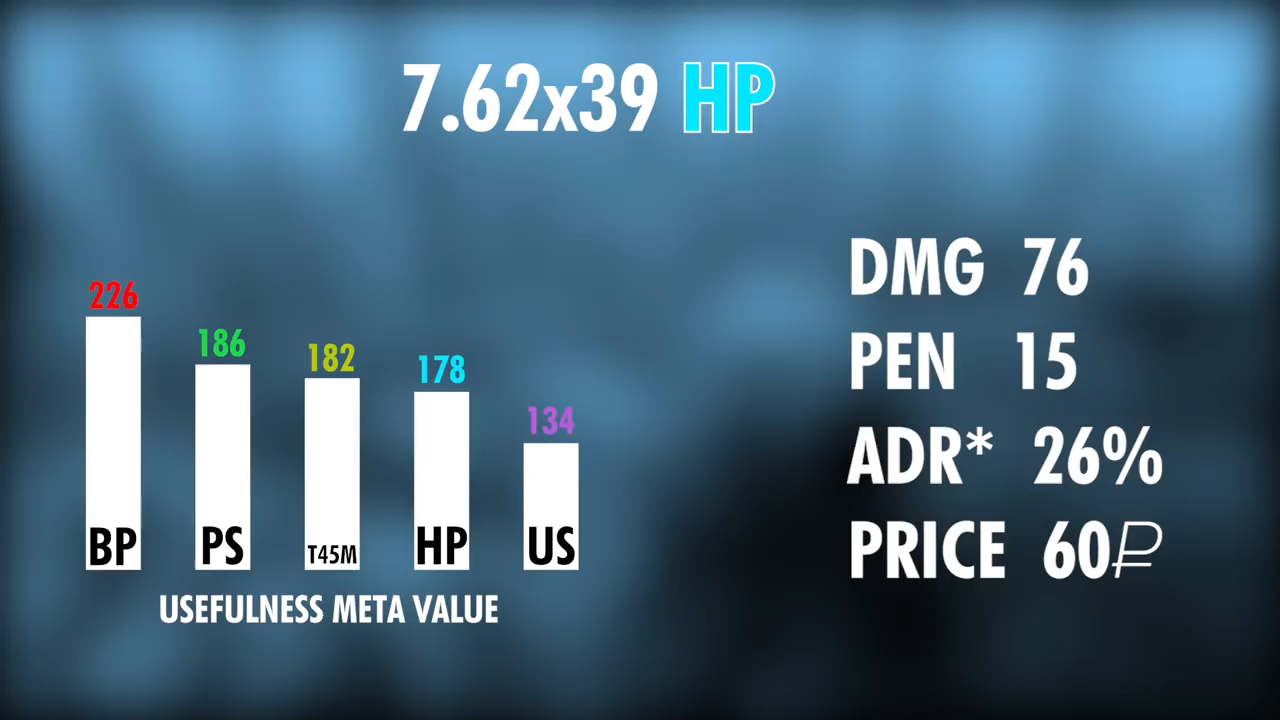 7.62x39 HP
226
186
182
178
134
BP
PS
T45M
HP
US
USEFULNESS META VALUE
DMG 76
PEN 15
ADR* 26%
PRICE 60₽